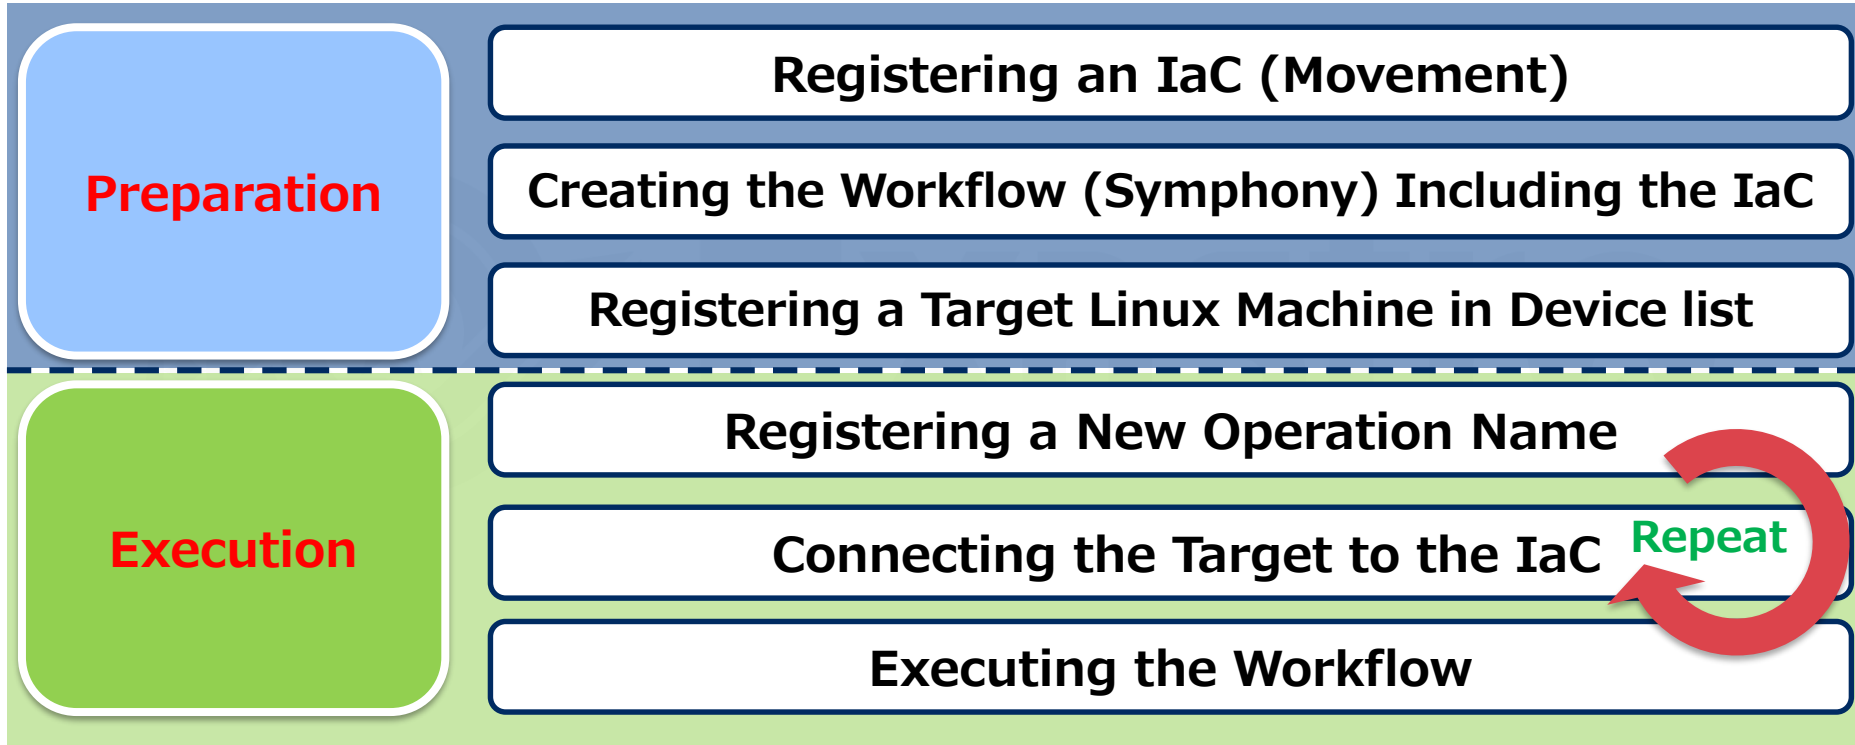 Preparation
Registering an IaC (Movement)
Creating the Workflow (Symphony) Including the IaC
Registering a Target Linux Machine in Device list
Execution
Registering a New Operation Name
Connecting the Target to the IaC
Repeat
Executing the Workflow